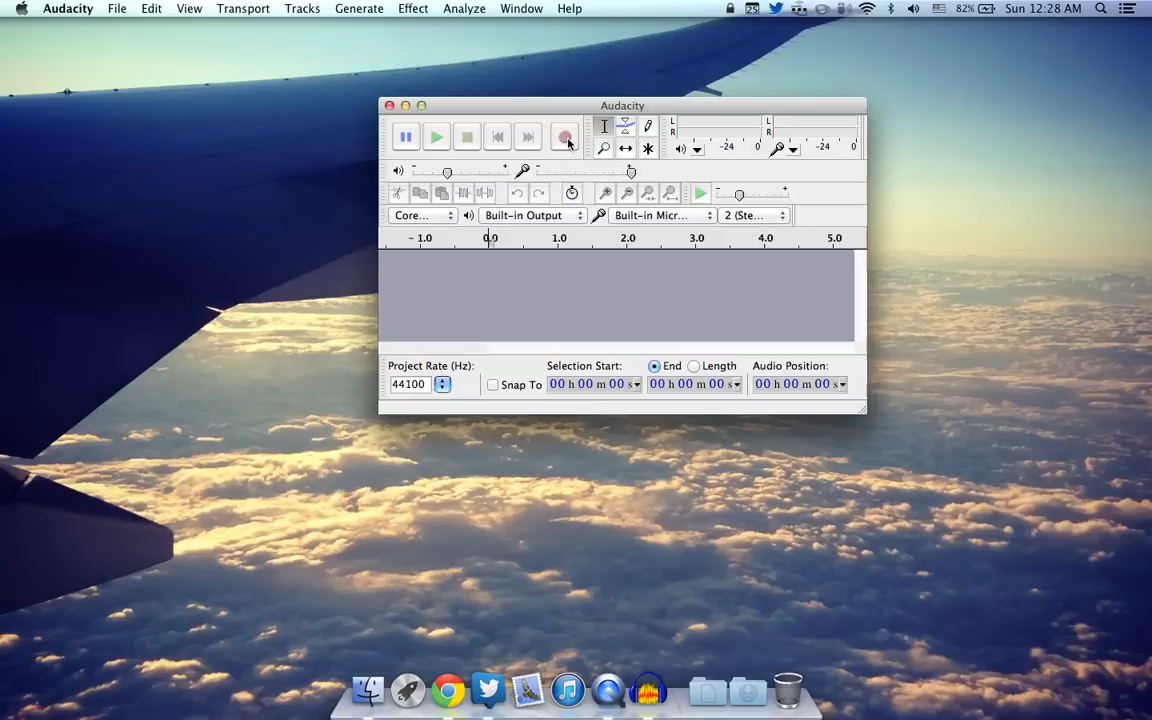 Audacity File Edit View Transport Tracks Generate Effect Analyze Window Help 25 82% Sun 12:28 AM
Audacity
L R -24 0 L R -24 0
- + - +
- +
Core... Built-in Output Built-in Micr... 2 (Ste...
- 1.0 0.0 1.0 2.0 3.0 4.0 5.0
Project Rate (Hz): Selection Start: End Length Audio Position:
44100 Snap To 00 h 00 m 00 s 00 h 00 m 00 s 00 h 00 m 00 s